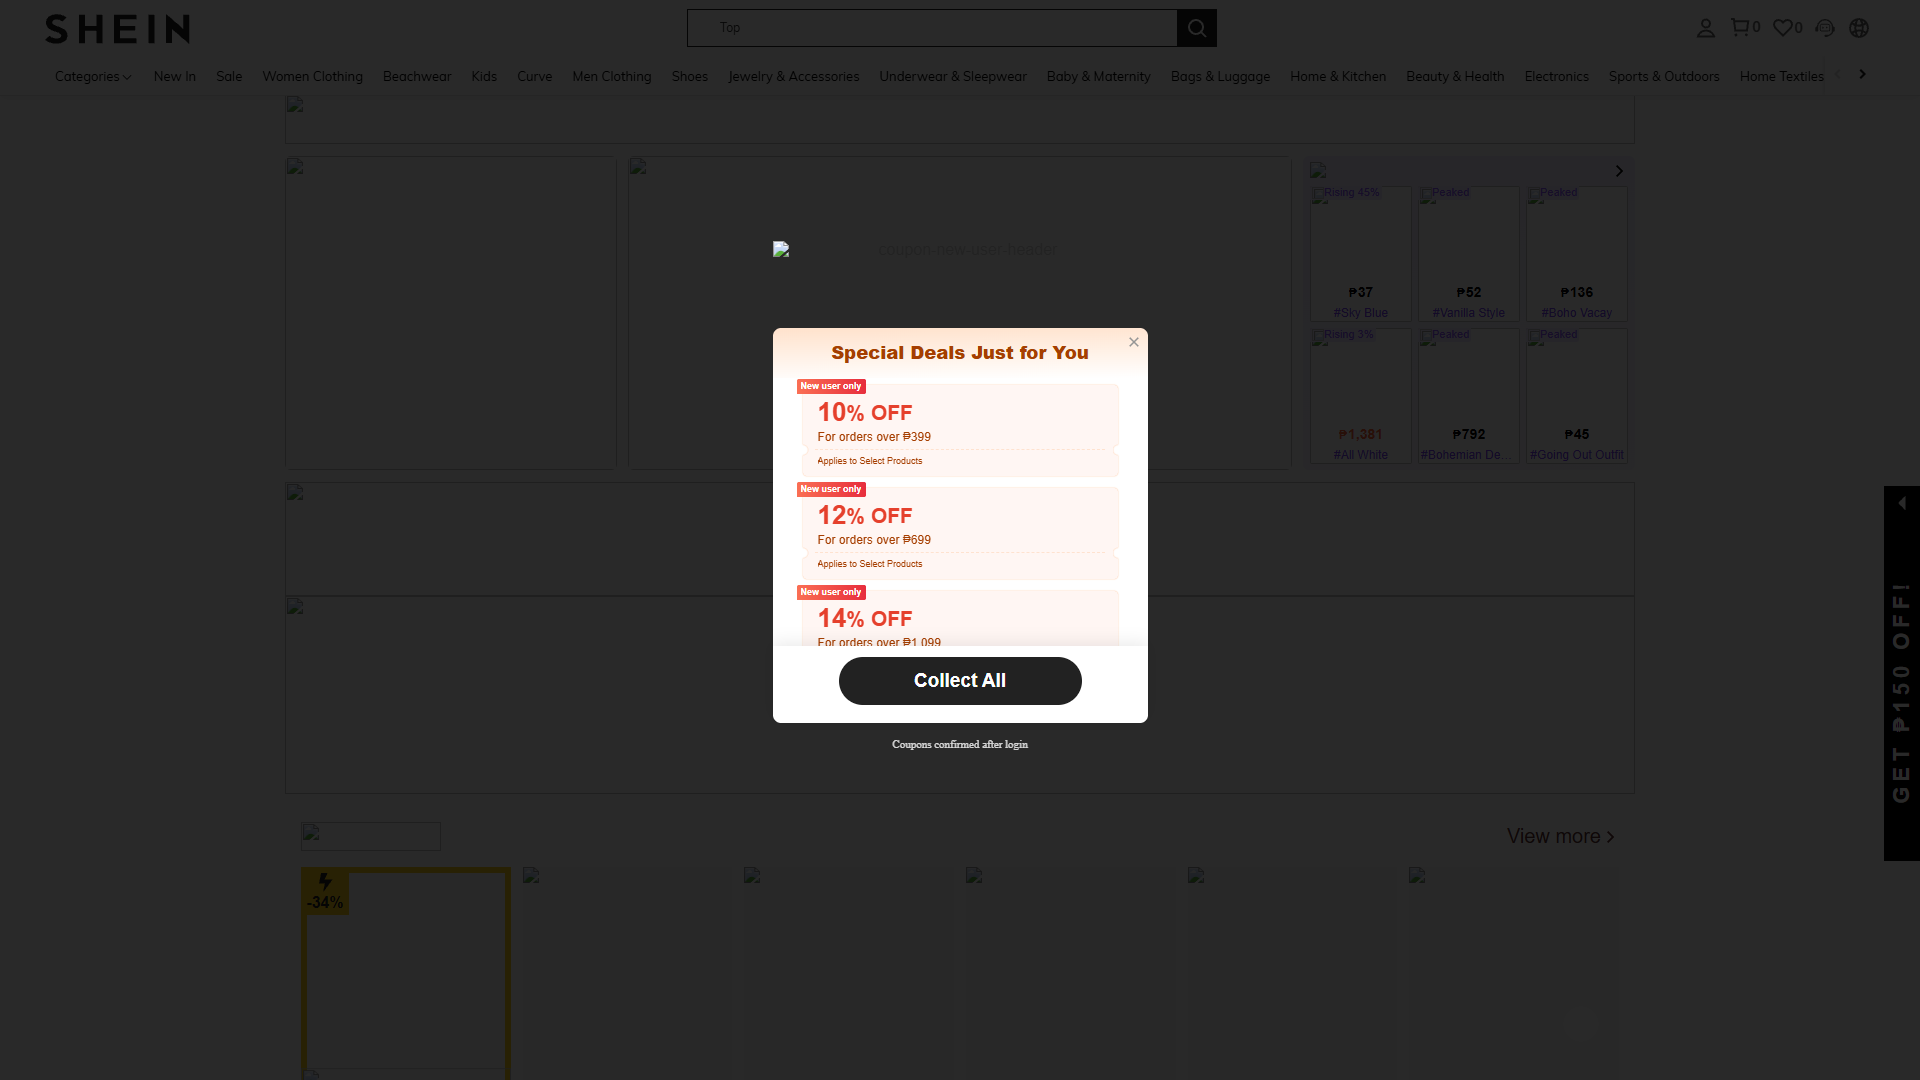 SHEIN
Top
0
0
Categories
New In
Sale
Women Clothing
Beachwear
Kids
Curve
Men Clothing
Shoes
Jewelry & Accessories
Underwear & Sleepwear
Baby & Maternity
Bags & Luggage
Home & Kitchen
Beauty & Health
Electronics
Sports & Outdoors
Home Textiles
Rising 45%
Peaked
Peaked
₱37
₱52
₱136
#Sky Blue
#Vanilla Style
#Boho Vacay
Rising 3%
Peaked
Peaked
₱1,381
₱792
₱45
#All White
#Bohemian De...
#Going Out Outfit
coupon-new-user-header
Special Deals Just for You
New user only
10% OFF
For orders over ₱399
Applies to Select Products
New user only
12% OFF
For orders over ₱699
Applies to Select Products
New user only
14% OFF
For orders over ₱1,099
Collect All
Coupons confirmed after login
GET ₱150 OFF!
View more
-34%